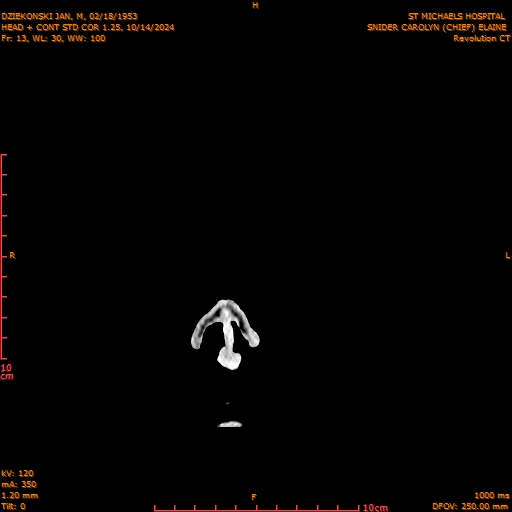 H
DZIEKONSKI JAN, M, 02/18/1953
HEAD + CONT STD COR 1.25, 10/14/2024
Fr: 13, WL: 30, WW: 100
ST MICHAELS HOSPITAL
SNIDER CAROLYN (CHIEF) ELAINE
Revolution CT
R
L
10
cm
kV: 120
mA: 350
1.20 mm
Tilt: 0
F
10cm
1000 ms
DFOV: 250.00 mm